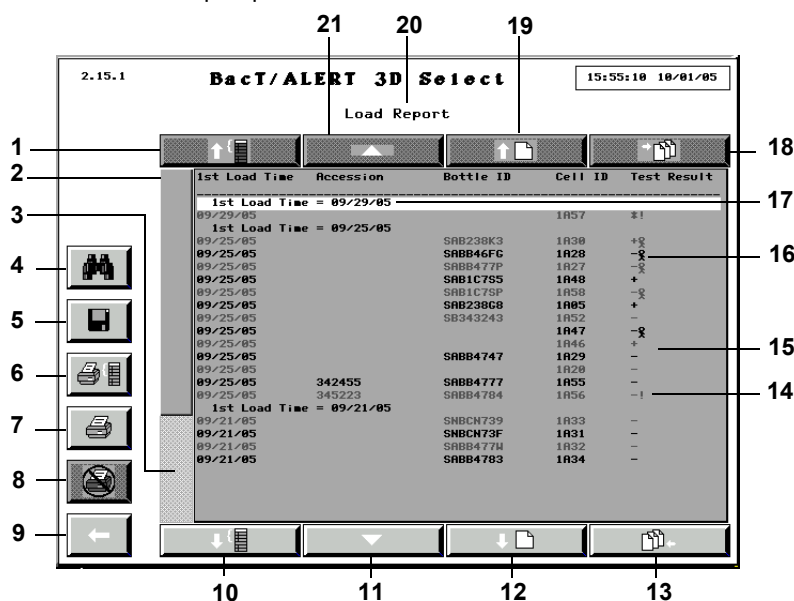 21 20 19
2.15.1 BacT/ALERT 3D Select 15:55:10 10/01/05
Load Report
1
18
2
1st Load Time Accession Bottle ID Cell ID Test Result
1st Load Time = 09/29/05
17
3
09/29/05 1A57 *!
1st Load Time = 09/25/05
09/25/05 SAB238K3 1A30 +
09/25/05 SABB46FG 1A28 -
16
4
09/25/05 SABB477P 1A27 -
09/25/05 SAB1C7S5 1A48 +
09/25/05 SAB1C7SP 1A58 -
09/25/05 SAB238G8 1A05 +
5
09/25/05 SB343243 1A52 -
09/25/05 1A47 -
09/25/05 1A46 +
15
09/25/05 SABB4747 1A29 -
6
09/25/05 1A20 -
09/25/05 342455 SABB4777 1A55 -
09/25/05 345223 SABB4784 1A56 -!
14
1st Load Time = 09/21/05
7
09/21/05 SNBCN739 1A33 -
09/21/05 SNBCN73F 1A31 -
09/21/05 SABB477W 1A32 -
09/21/05 SABB4783 1A34 -
8
9
10 11 12 13